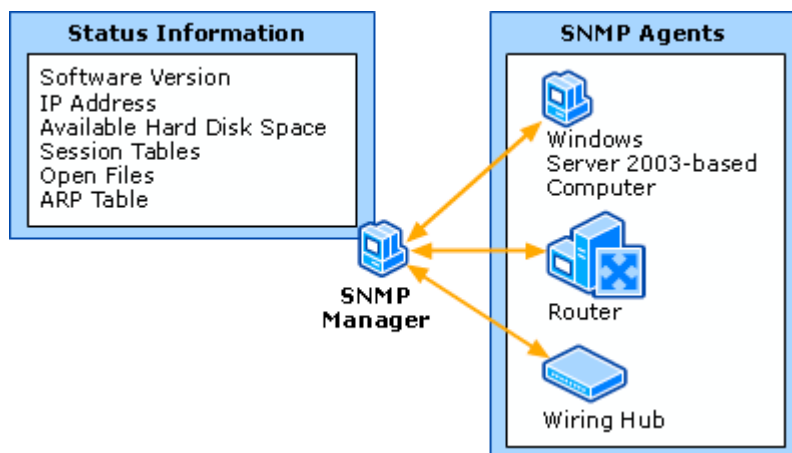 Status Information
Software Version
IP Address
Available Hard Disk Space
Session Tables
Open Files
ARP Table
SNMP
Manager
SNMP Agents
Windows
Server 2003-based
Computer
Router
Wiring Hub